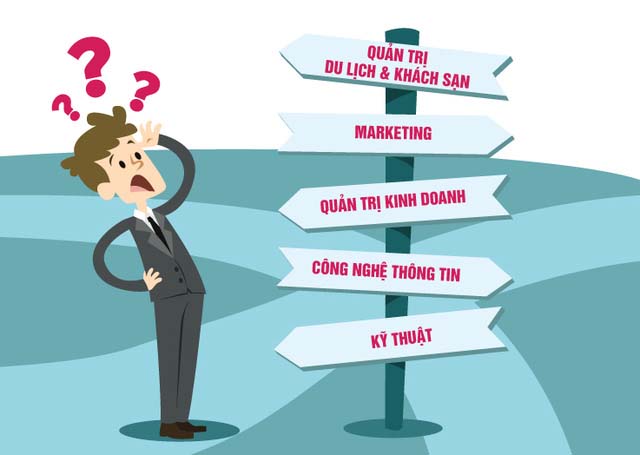 ? ? ?
QUẢN TRỊ
DU LỊCH & KHÁCH SẠN
MARKETING
QUẢN TRỊ KINH DOANH
CÔNG NGHỆ THÔNG TIN
KỸ THUẬT